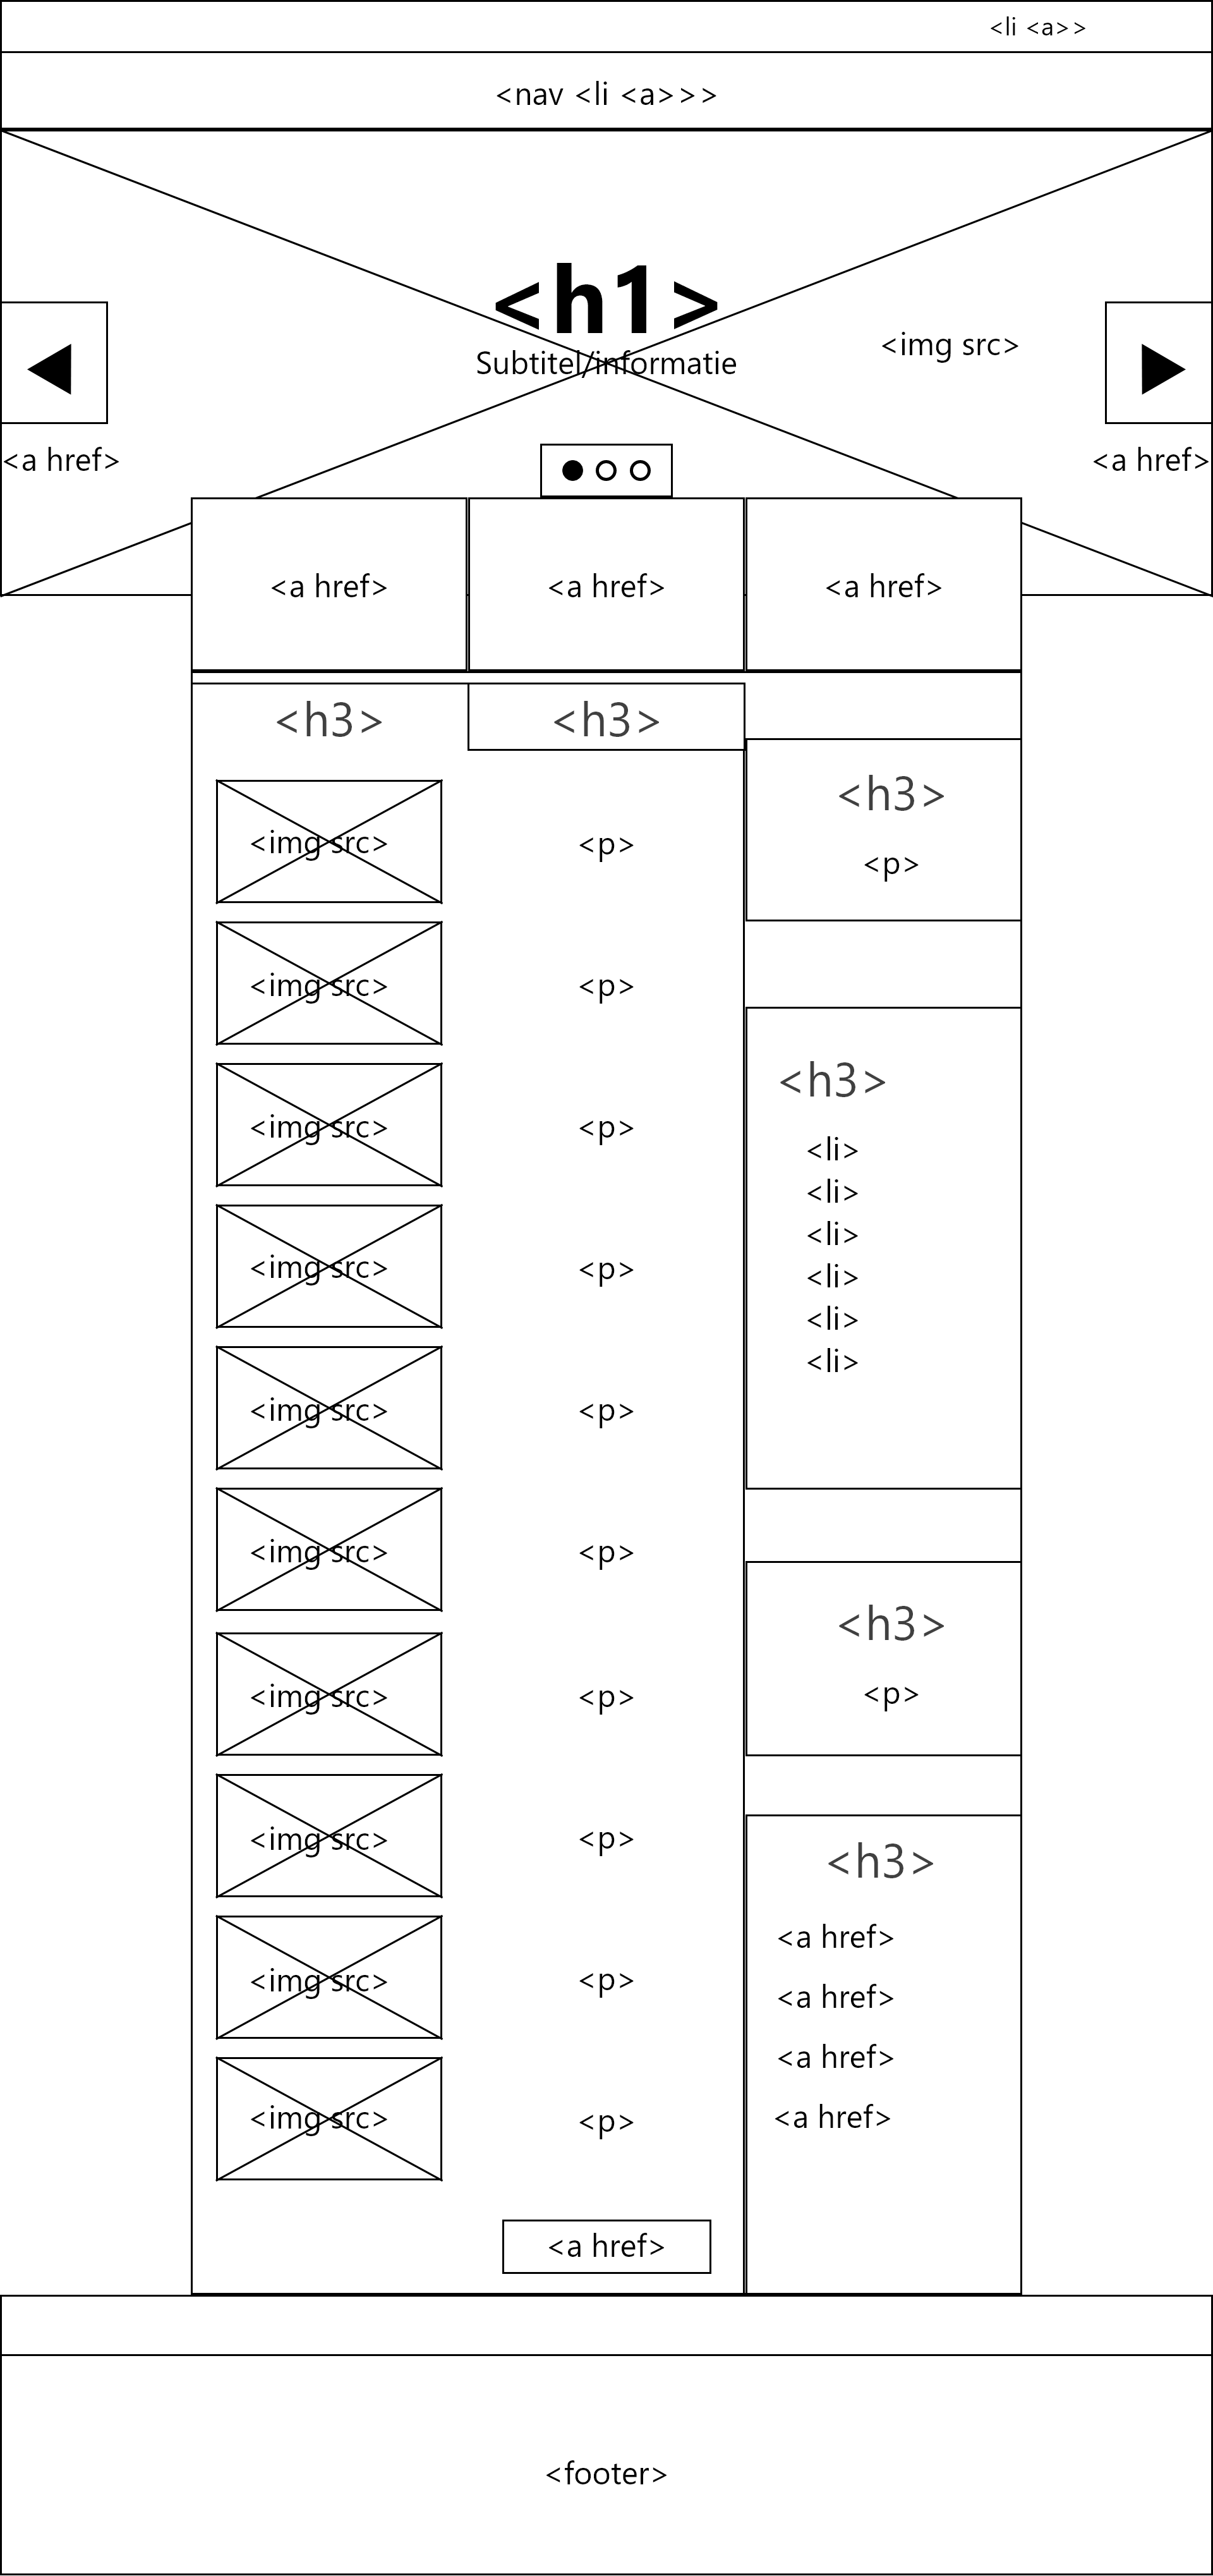 <li <a>>
<nav <li <a>>>
<h1>
Subtitel/informatie
<img src>
<a href>
<a href>
<a href>
<a href>
<a href>
<h3>
<h3>
<img src>
<p>
<img src>
<p>
<img src>
<p>
<img src>
<p>
<img src>
<p>
<img src>
<p>
<img src>
<p>
<img src>
<p>
<img src>
<p>
<img src>
<p>
<a href>
<h3>
<p>
<h3>
<li>
<li>
<li>
<li>
<li>
<li>
<h3>
<p>
<h3>
<a href>
<a href>
<a href>
<a href>
<footer>